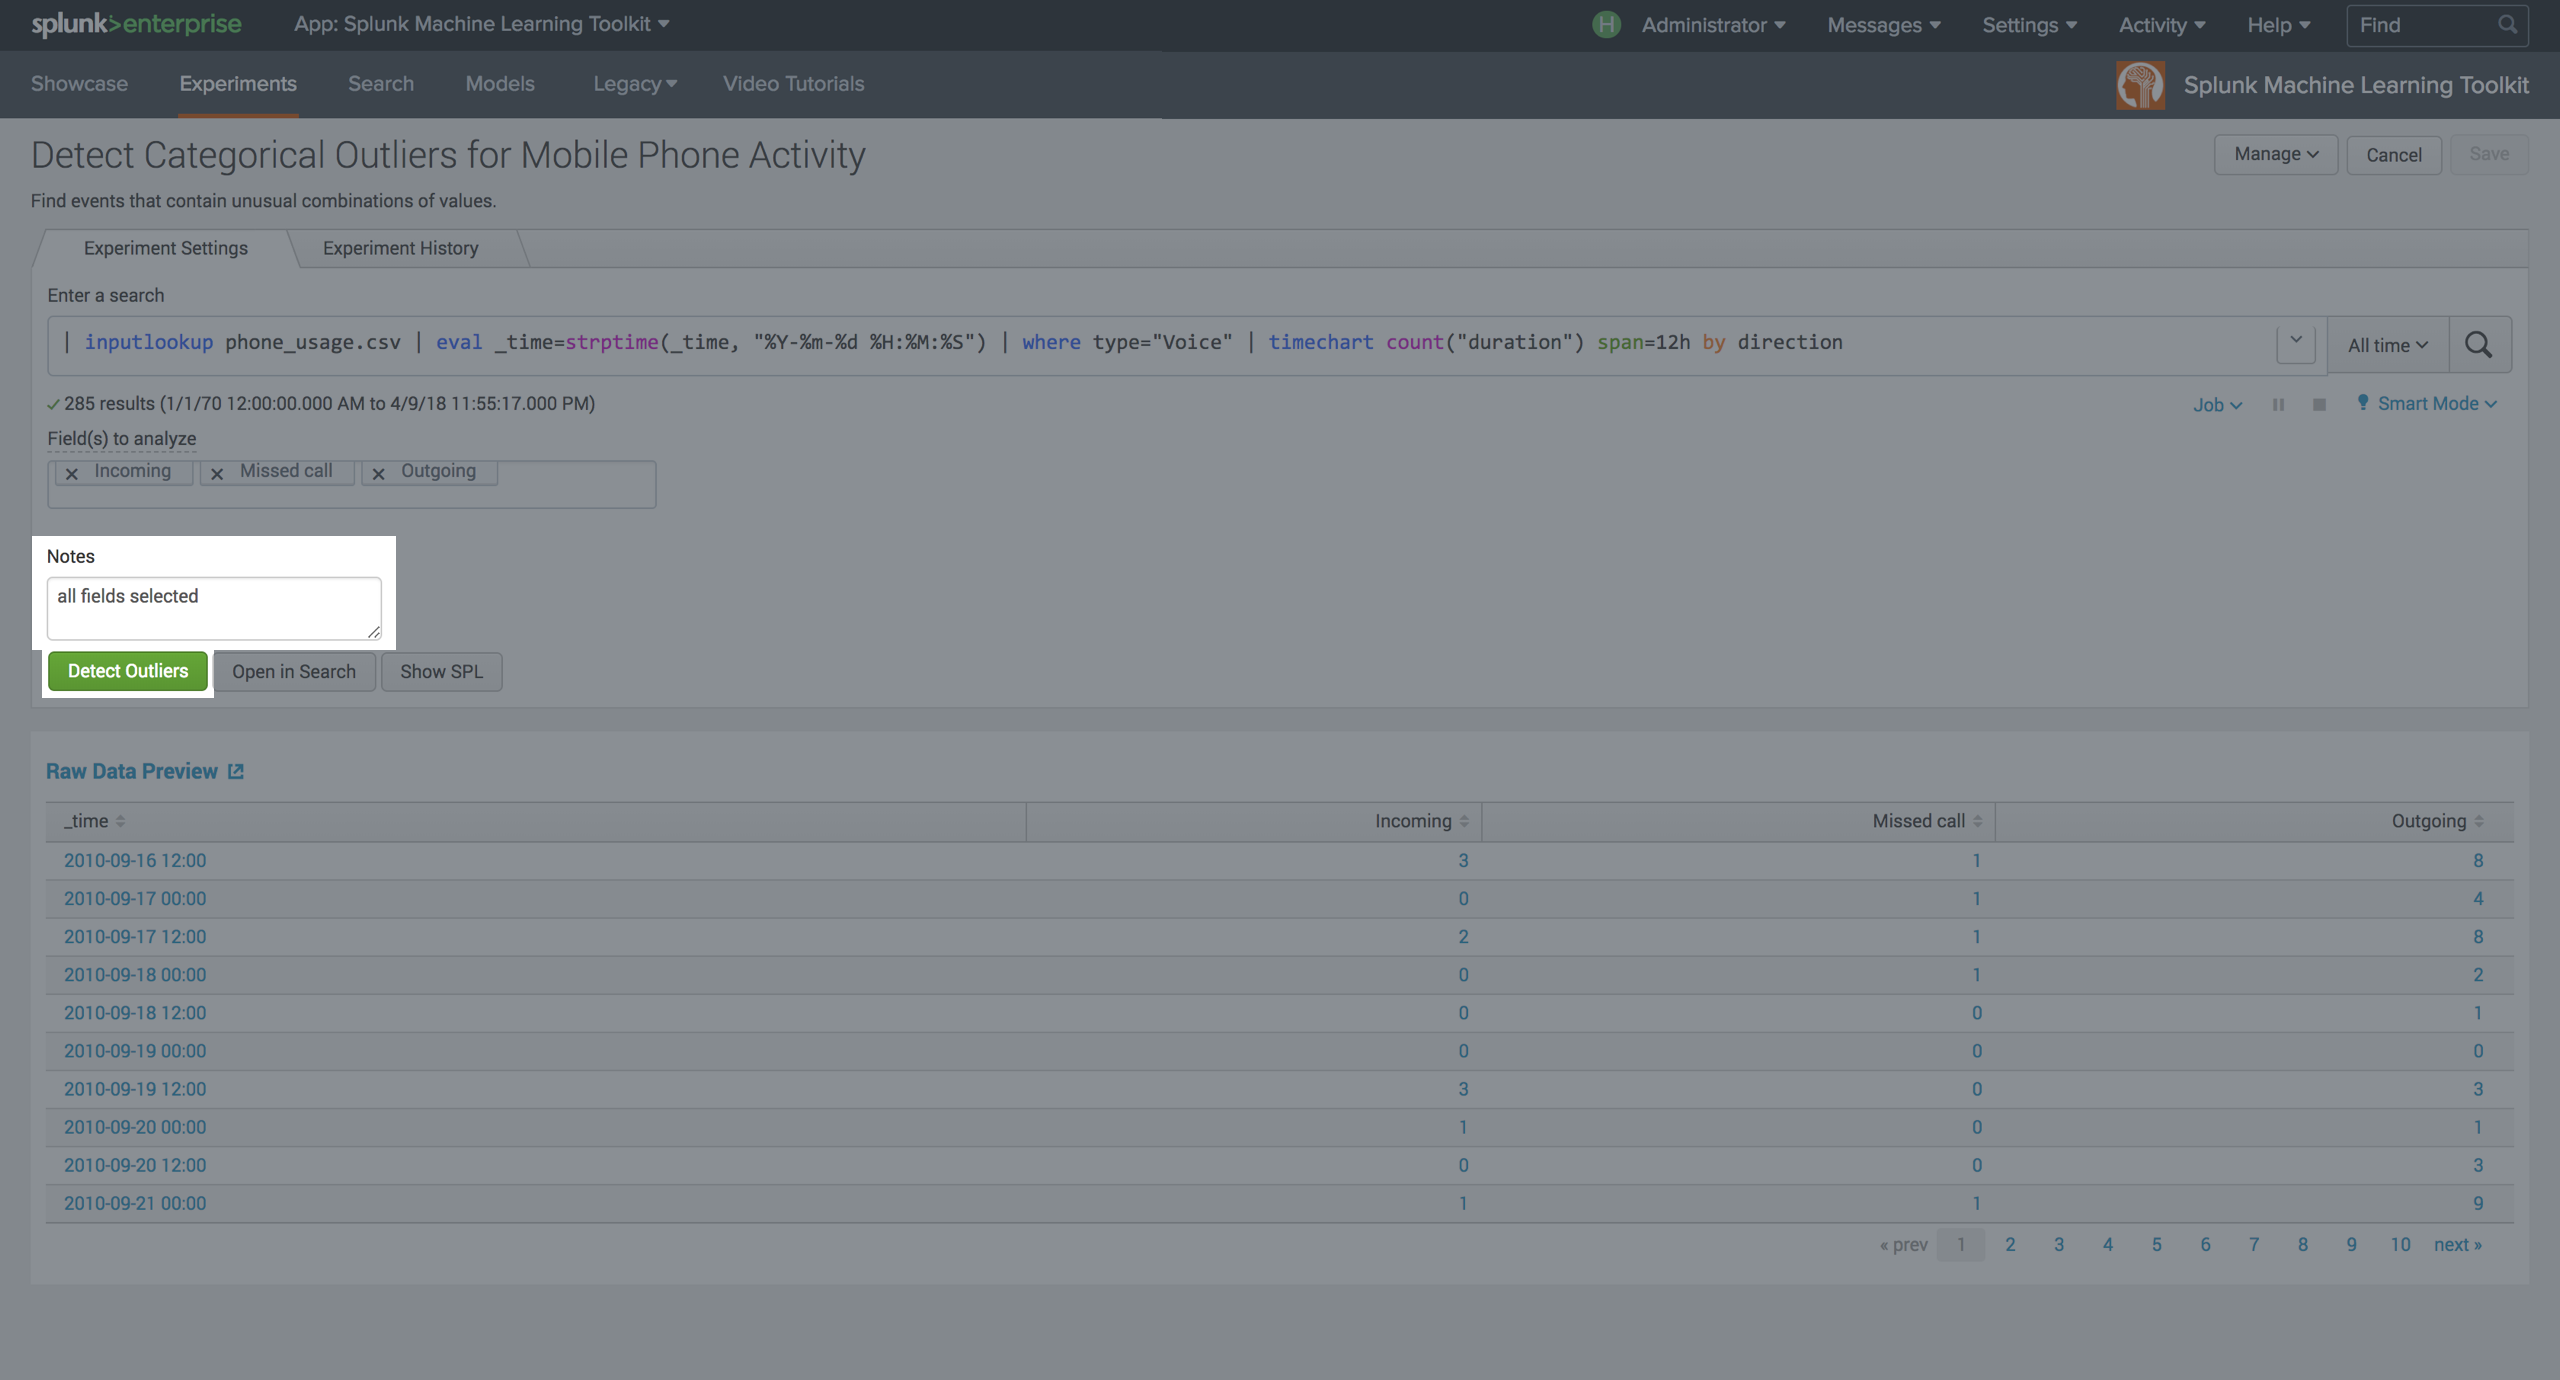 splunk>enterprise App: Splunk Machine Learning Toolkit H Administrator Messages Settings Activity Help Find
Showcase Experiments Search Models Legacy Video Tutorials Splunk Machine Learning Toolkit
Detect Categorical Outliers for Mobile Phone Activity Manage Cancel Save
Find events that contain unusual combinations of values.
Experiment Settings Experiment History
Enter a search
| inputlookup phone_usage.csv | eval _time=strptime(_time, "%Y-%m-%d %H:%M:%S") | where type="Voice" | timechart count("duration") span=12h by direction All time
285 results (1/1/70 12:00:00.000 AM to 4/9/18 11:55:17.000 PM) Job Smart Mode
Field(s) to analyze
Incoming Missed call Outgoing
Notes
all fields selected
Detect Outliers Open in Search Show SPL
Raw Data Preview
_time Incoming Missed call Outgoing
2010-09-16 12:00 3 1 8
2010-09-17 00:00 0 1 4
2010-09-17 12:00 2 1 8
2010-09-18 00:00 0 1 2
2010-09-18 12:00 0 0 1
2010-09-19 00:00 0 0 0
2010-09-19 12:00 3 0 3
2010-09-20 00:00 1 0 1
2010-09-20 12:00 0 0 3
2010-09-21 00:00 1 1 9
« prev 1 2 3 4 5 6 7 8 9 10 next »